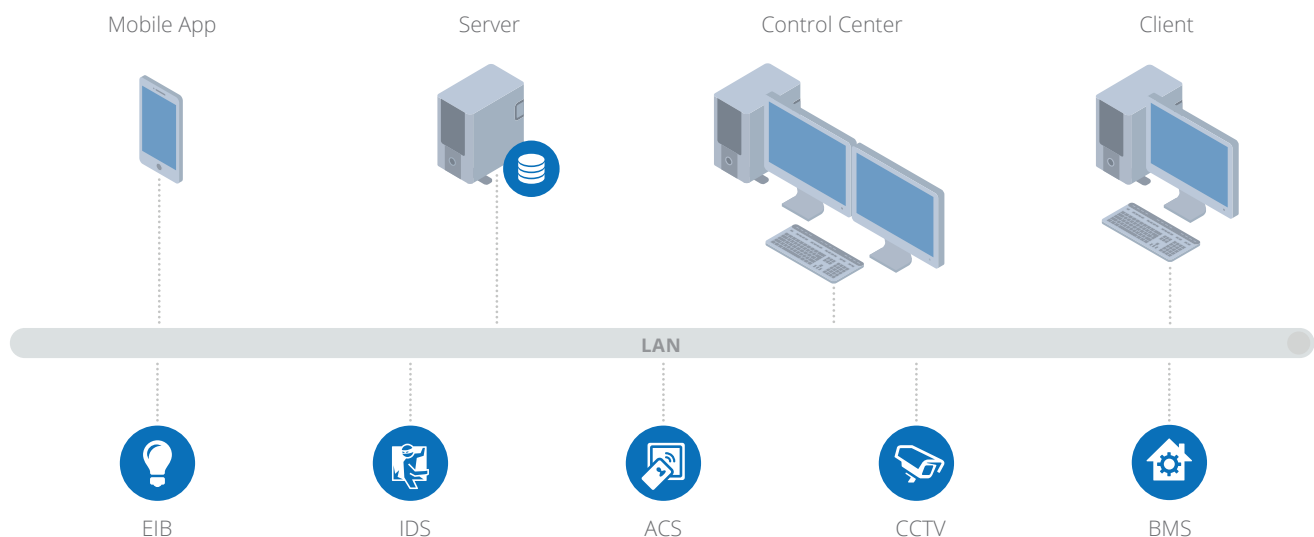 Mobile App
Server
Control Center
Client
LAN
EIB
IDS
ACS
CCTV
BMS